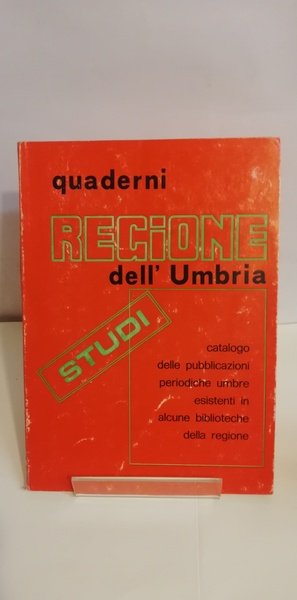 quaderni
REGiONE
dell' Umbria
STUDI
catalogo
delle pubblicazioni
periodiche umbre
esistenti in
alcune biblioteche
della regione